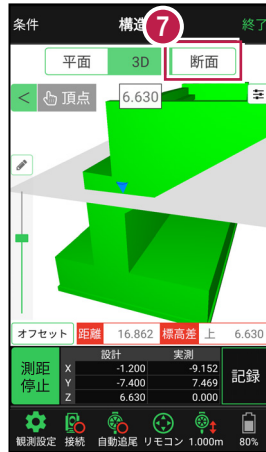 条件 構造 終了
7
平面 3D 断面
< 頂点 6.630
オフセット 距離 16.862 標高差 上 6.630
設計 実測
測距停止
X -1.200 -9.152
Y -7.400 7.469
Z 6.630 0.000
記録
観測設定 接続 自動追尾 リモコン 1.000m 80%